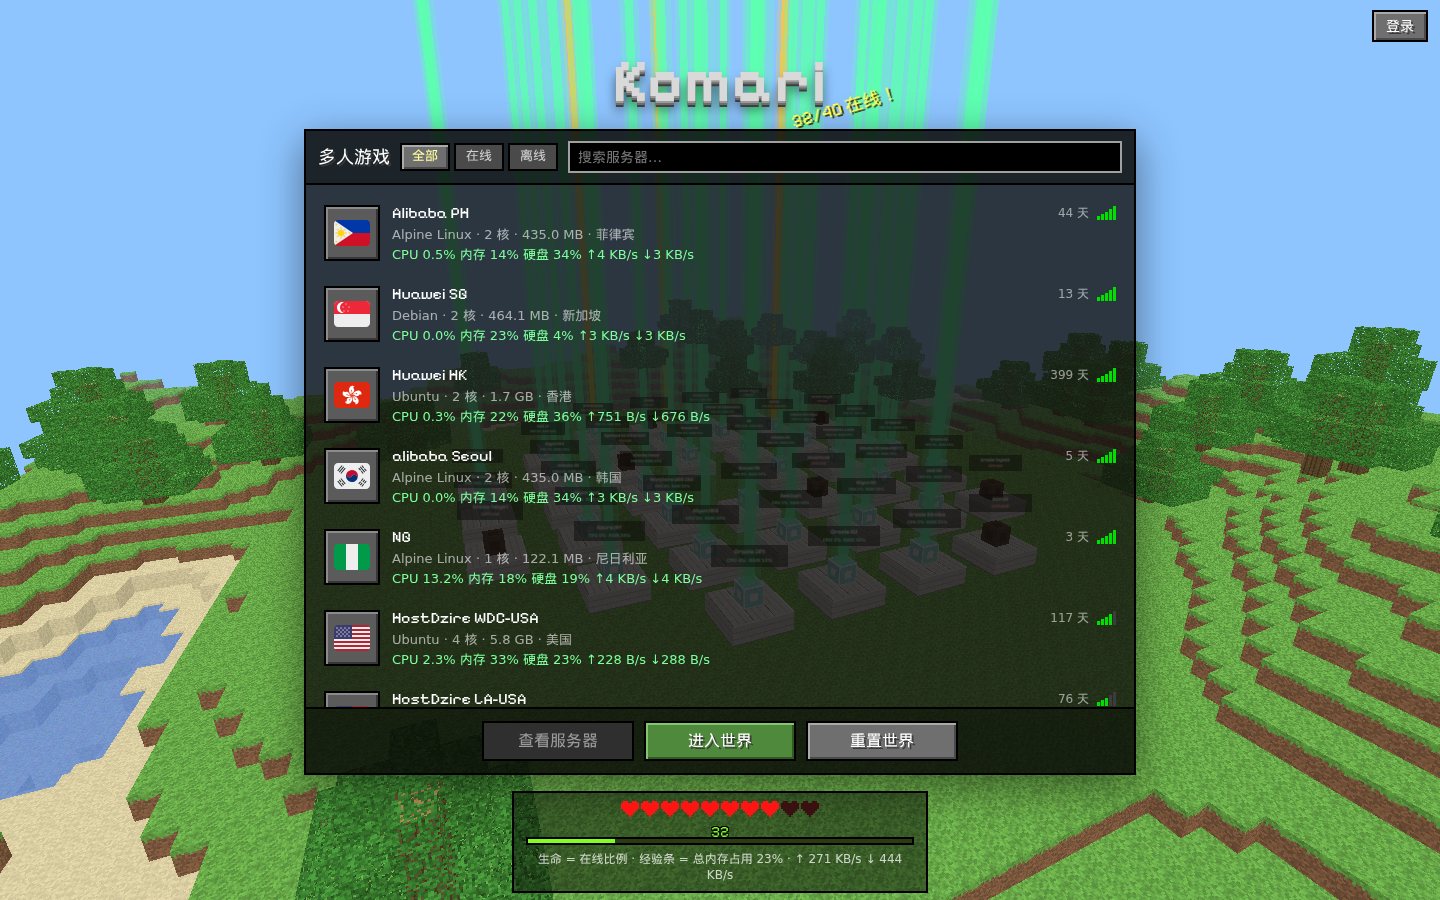 登录
Komari
32/40 在线！
多人游戏 全部 在线 离线 搜索服务器...
Alibaba PH 44 天
Alpine Linux · 2 核 · 435.0 MB · 菲律宾
CPU 0.5% 内存 14% 硬盘 34% ↑4 KB/s ↓3 KB/s
Huawei SG 13 天
Debian · 2 核 · 464.1 MB · 新加坡
CPU 0.0% 内存 23% 硬盘 4% ↑3 KB/s ↓3 KB/s
Huawei HK 399 天
Ubuntu · 2 核 · 1.7 GB · 香港
CPU 0.3% 内存 22% 硬盘 36% ↑751 B/s ↓676 B/s
alibaba Seoul 5 天
Alpine Linux · 2 核 · 435.0 MB · 韩国
CPU 0.0% 内存 14% 硬盘 34% ↑3 KB/s ↓3 KB/s
NG 3 天
Alpine Linux · 1 核 · 122.1 MB · 尼日利亚
CPU 13.2% 内存 18% 硬盘 19% ↑4 KB/s ↓4 KB/s
HostDzire WDC-USA 117 天
Ubuntu · 4 核 · 5.8 GB · 美国
CPU 2.3% 内存 33% 硬盘 23% ↑228 B/s ↓288 B/s
HostDzire LA-USA 76 天
查看服务器 进入世界 重置世界
32
生命 = 在线比例 · 经验条 = 总内存占用 23% · ↑ 271 KB/s ↓ 444
KB/s